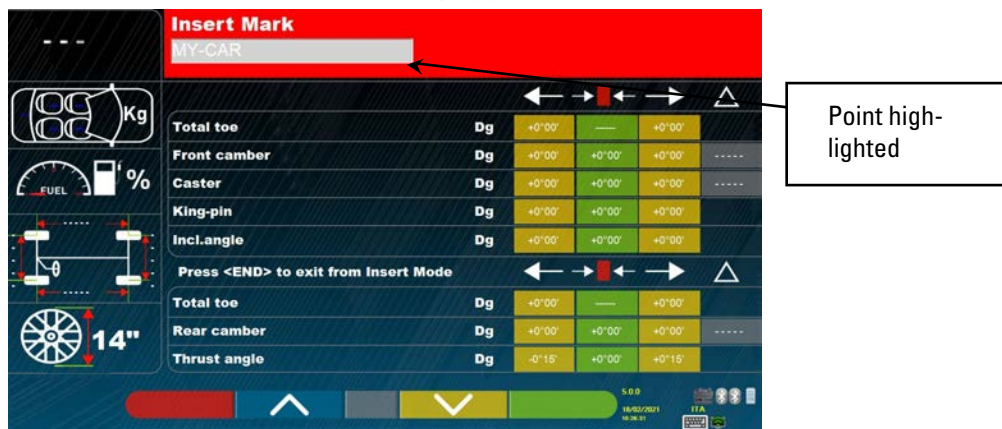 Insert Mark
- - -
MY-CAR
Kg
Point high-
lighted
Total toe Dg +0°00' ---- +0°00'
Front camber Dg +0°00' +0°00' +0°00' -----
FUEL %
Caster Dg +0°00' +0°00' +0°00' -----
King-pin Dg +0°00' +0°00' +0°00'
Incl.angle Dg +0°00' +0°00' +0°00'
Press <END> to exit from Insert Mode
Total toe Dg +0°00' ---- +0°00'
14"
Rear camber Dg +0°00' +0°00' +0°00' -----
Thrust angle Dg -0°15' +0°00' +0°15'
5.0.0
18/02/2021 ITA